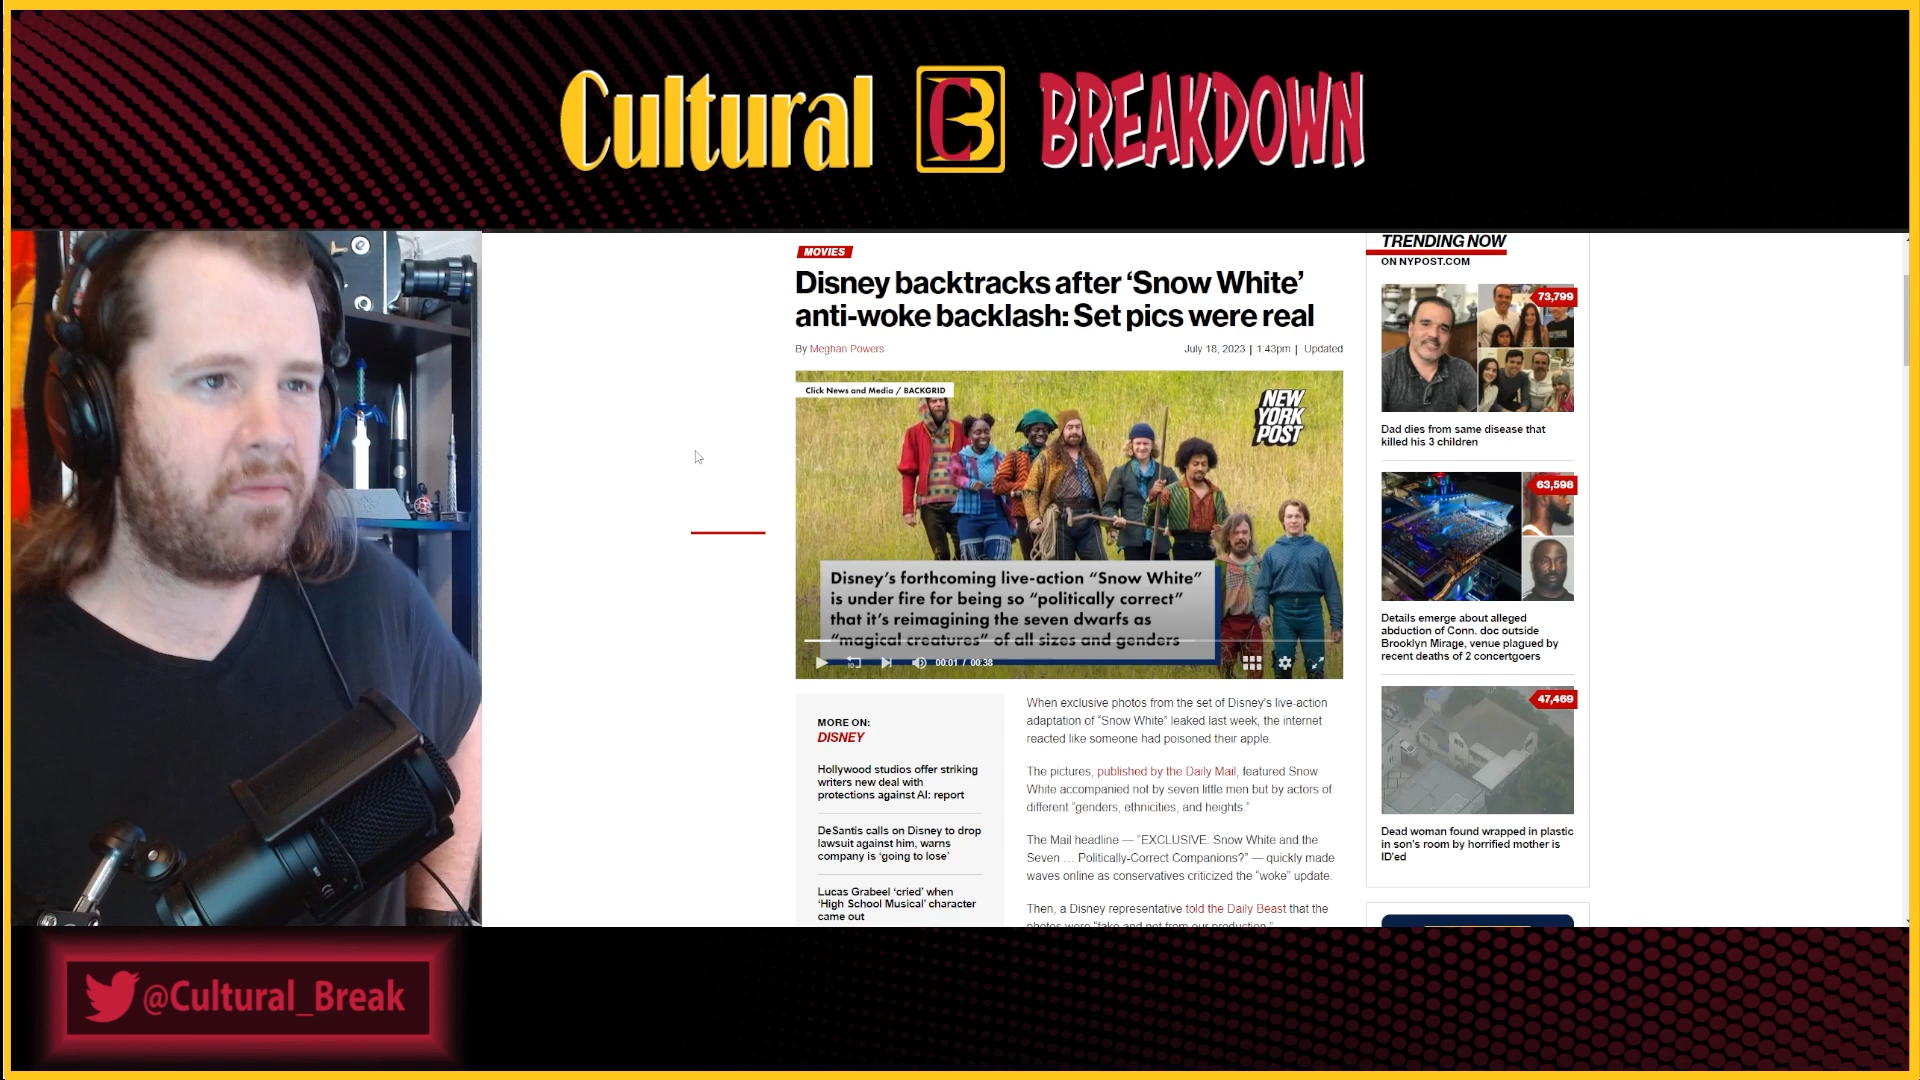 Cultural CB BREAKDOWN
MOVIES
Disney backtracks after ‘Snow White’
anti-woke backlash: Set pics were real
By Meghan Powers
July 18, 2023 | 1:43pm | Updated
Click News and Media / BACKGRID
NEW
YORK
POST
Disney’s forthcoming live-action “Snow White”
is under fire for being so “politically correct”
that it’s reimagining the seven dwarfs as
“magical creatures” of all sizes and genders
00:01 / 00:38
MORE ON:
DISNEY
Hollywood studios offer striking
writers new deal with
protections against AI: report
DeSantis calls on Disney to drop
lawsuit against him, warns
company is ‘going to lose’
Lucas Grabeel ‘cried’ when
‘High School Musical’ character
came out
When exclusive photos from the set of Disney’s live-action
adaptation of “Snow White” leaked last week, the internet
reacted like someone had poisoned their apple.
The pictures, published by the Daily Mail, featured Snow
White accompanied not by seven little men but by actors of
different “genders, ethnicities, and heights.”
The Mail headline — “EXCLUSIVE: Snow White and the
Seven … Politically-Correct Companions?” — quickly made
waves online as conservatives criticized the “woke” update.
Then, a Disney representative told the Daily Beast that the
photos were “fake and not from our production.”
TRENDING NOW
ON NYPOST.COM
73,799
Dad dies from same disease that
killed his 3 children
63,598
Details emerge about alleged
abduction of Conn. doc outside
Brooklyn Mirage, venue plagued by
recent deaths of 2 concertgoers
47,469
Dead woman found wrapped in plastic
in son’s room by horrified mother is
ID’ed
@Cultural_Break